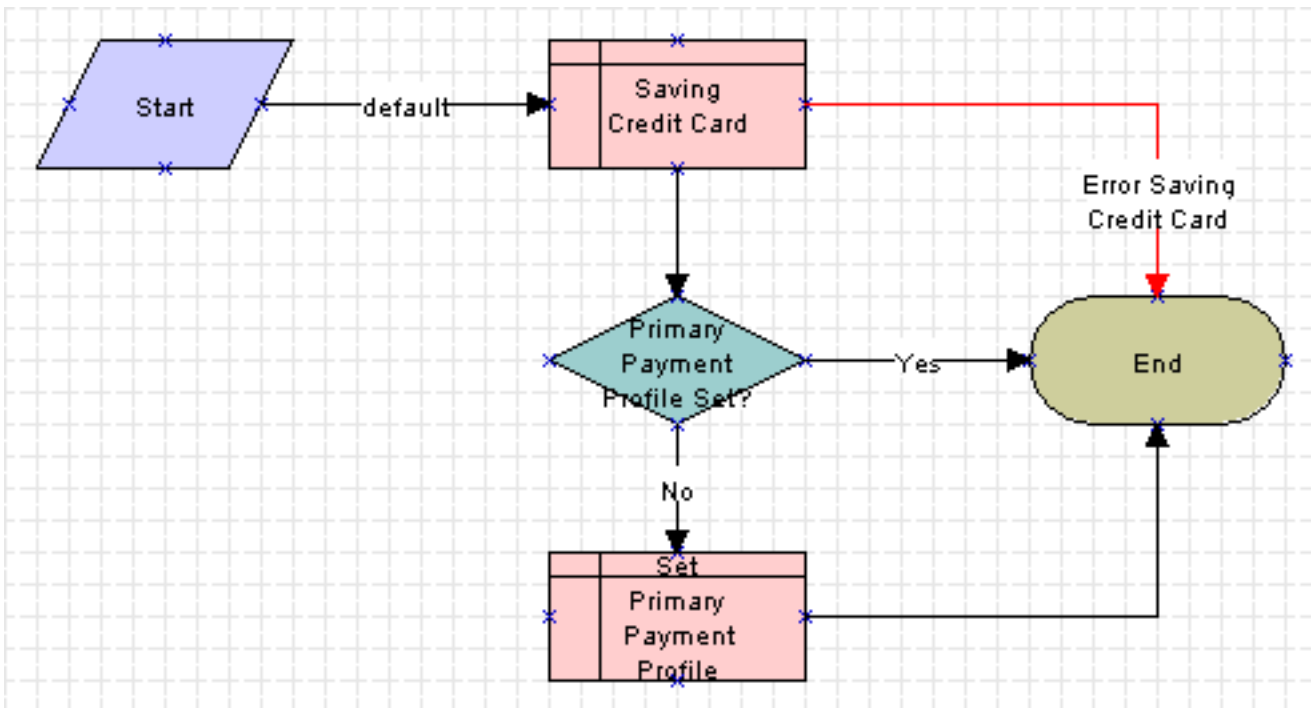 Start
default
Saving
Credit Card
Error Saving
Credit Card
Primary
Payment
Profile Set?
Yes
End
No
Set
Primary
Payment
Profile